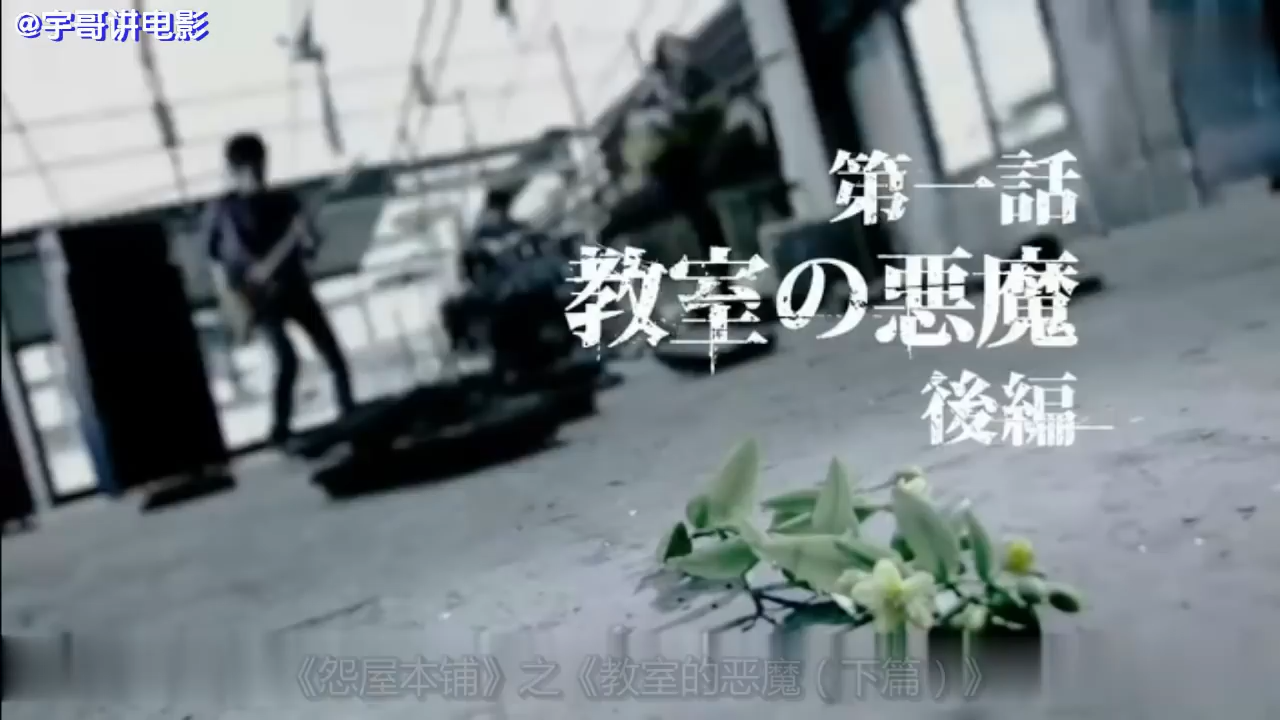 @宇哥讲电影
第一話
教室の悪魔
後編
《怨屋本铺》之《教室的恶魔（下篇）》